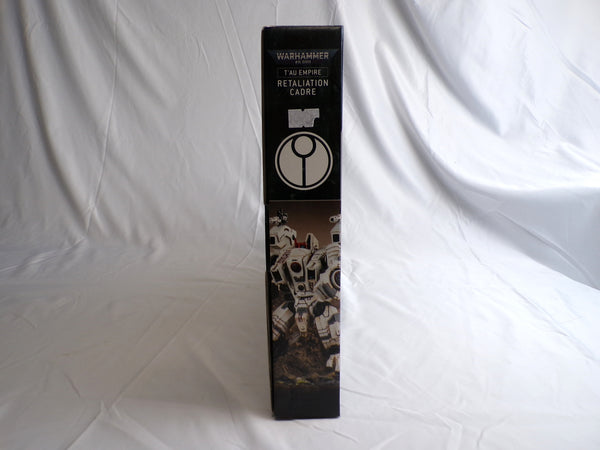 WARHAMMER
40,000
T'AU EMPIRE
RETALIATION
CADRE